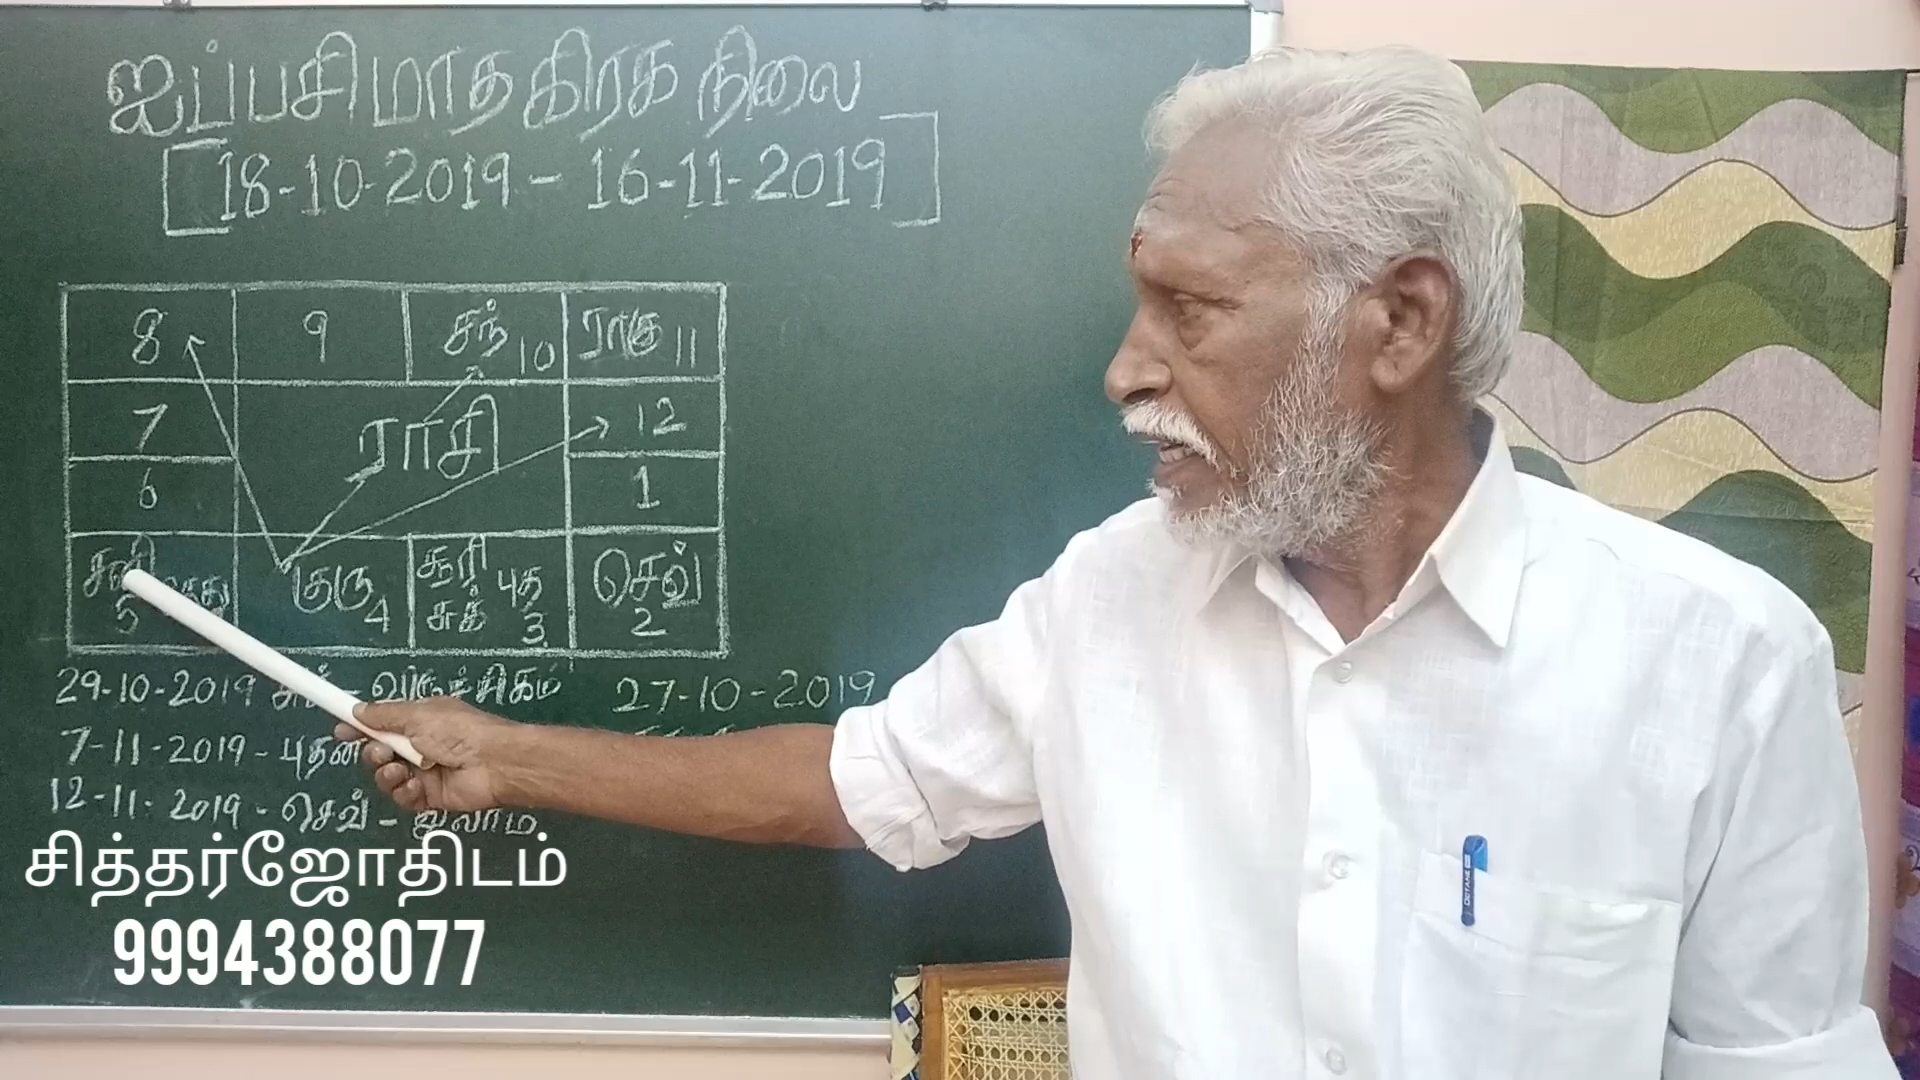 ஐப்பசி மாத கிரக நிலை
[18-10-2019 - 16-11-2019]
8 9 சந் 10 ராகு 11
7 ராசி 12
6 1
சனி கேது 5 குரு 4 சூரி புத சுக் 3 செவ் 2
29-10-2019 சுக் - விருச்சிகம்
27-10-2019
7-11-2019 - புதன்
12-11-2019 - செவ் - துலாம்
சித்தர்ஜோதிடம்
9994388077
OCTANE